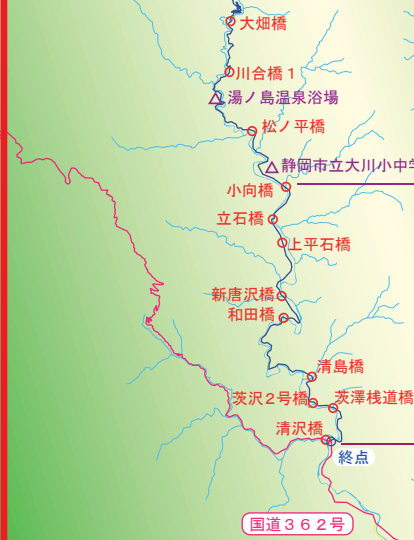 大畑橋
川合橋1
湯ノ島温泉浴場
松ノ平橋
静岡市立大川小中学
小向橋
立石橋
上平石橋
新唐沢橋
和田橋
清島橋
茨沢2号橋
茨澤桟道橋
清沢橋
終点
国道362号